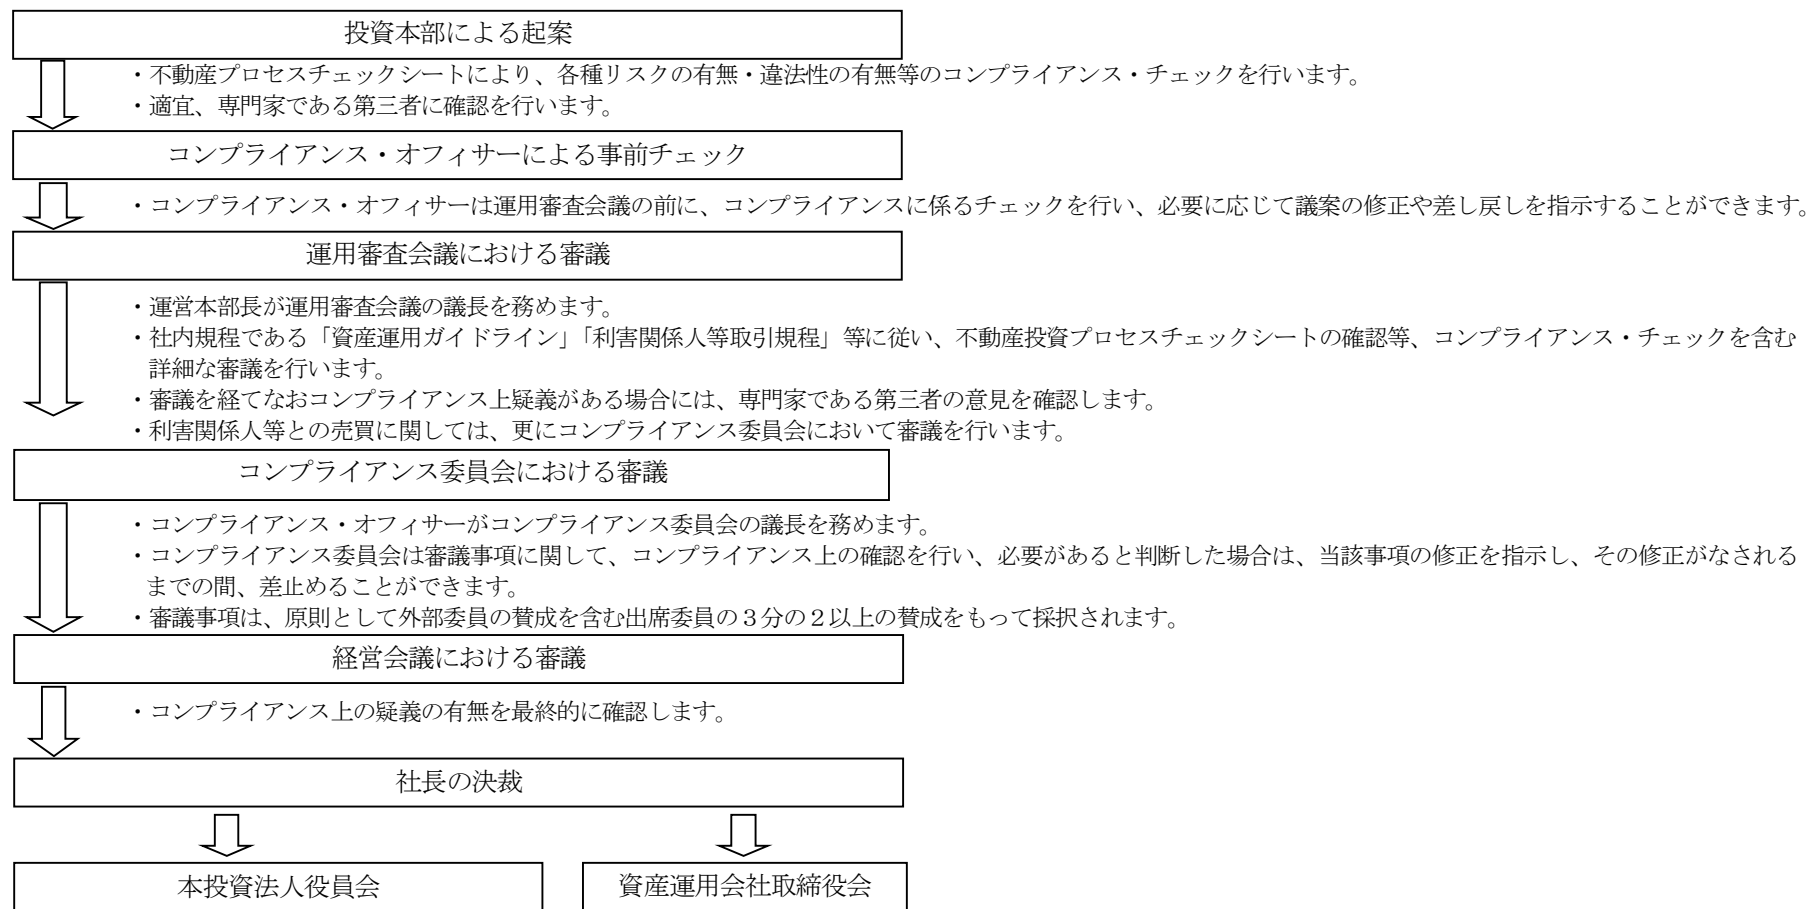 投資本部による起案
・不動産プロセスチェックシートにより、各種リスクの有無・違法性の有無等のコンプライアンス・チェックを行います。
・適宜、専門家である第三者に確認を行います。
コンプライアンス・オフィサーによる事前チェック
・コンプライアンス・オフィサーは運用審査会議の前に、コンプライアンスに係るチェックを行い、必要に応じて議案の修正や差し戻しを指示することができます。
運用審査会議における審議
・運営本部長が運用審査会議の議長を務めます。
・社内規程である「資産運用ガイドライン」「利害関係人等取引規程」等に従い、不動産投資プロセスチェックシートの確認等、コンプライアンス・チェックを含む
詳細な審議を行います。
・審議を経てなおコンプライアンス上疑義がある場合には、専門家である第三者の意見を確認します。
・利害関係人等との売買に関しては、更にコンプライアンス委員会において審議を行います。
コンプライアンス委員会における審議
・コンプライアンス・オフィサーがコンプライアンス委員会の議長を務めます。
・コンプライアンス委員会は審議事項に関して、コンプライアンス上の確認を行い、必要があると判断した場合は、当該事項の修正を指示し、その修正がなされる
までの間、差止めることができます。
・審議事項は、原則として外部委員の賛成を含む出席委員の３分の２以上の賛成をもって採択されます。
経営会議における審議
・コンプライアンス上の疑義の有無を最終的に確認します。
社長の決裁
本投資法人役員会
資産運用会社取締役会